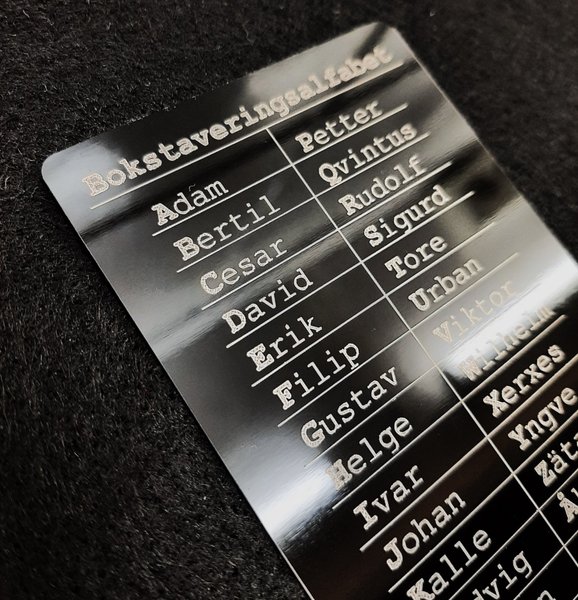 Bokstaveringsalfabet
Adam Petter
Bertil Qvintus
Cesar Rudolf
David Sigurd
Erik Tore
Filip Urban
Gustav Viktor
Helge Wilhelm
Ivar Xerxes
Johan Yngve
Kalle